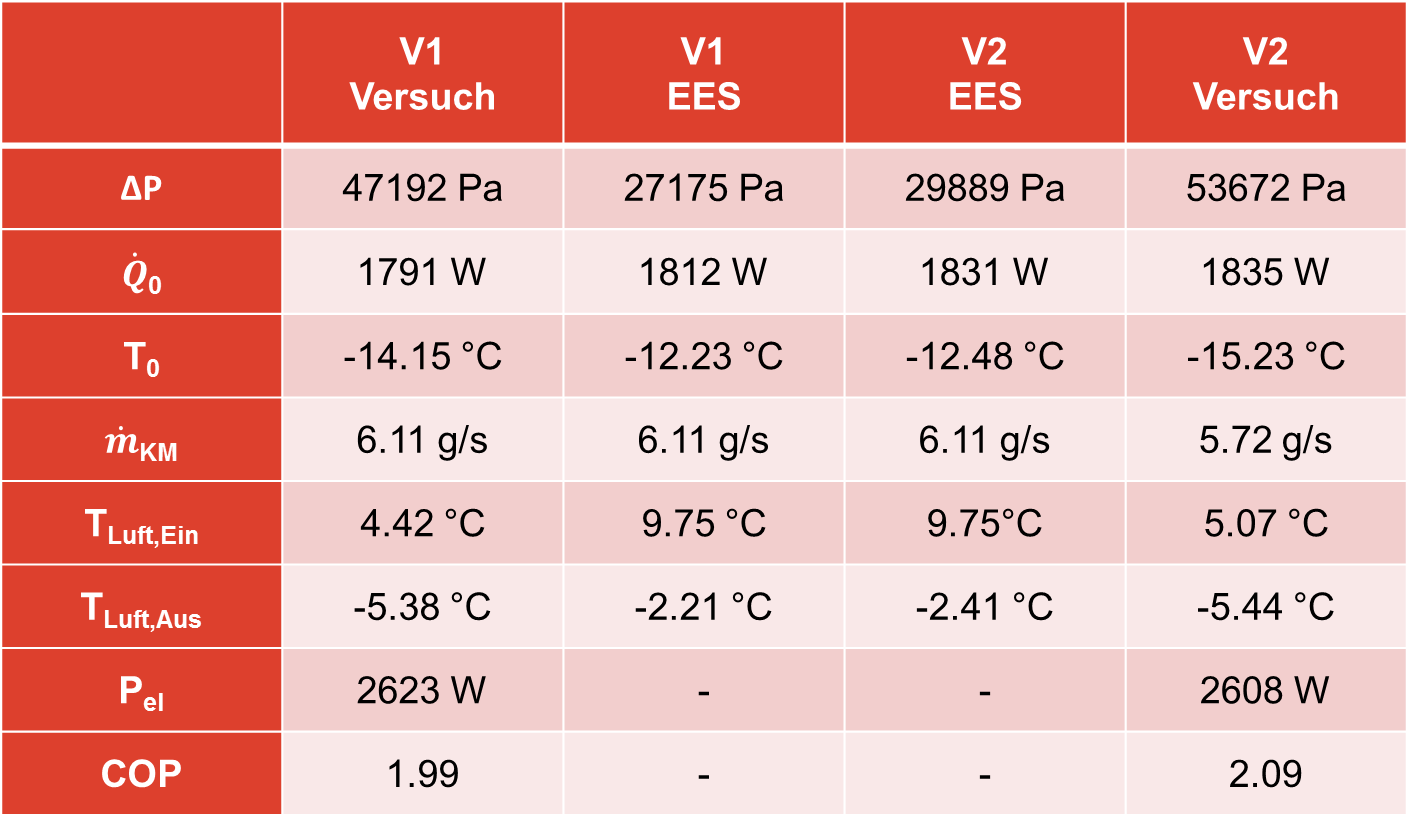 V1 Versuch V1 EES V2 EES V2 Versuch
ΔP 47192 Pa 27175 Pa 29889 Pa 53672 Pa
Q̇₀ 1791 W 1812 W 1831 W 1835 W
T₀ -14.15 °C -12.23 °C -12.48 °C -15.23 °C
ṁKM 6.11 g/s 6.11 g/s 6.11 g/s 5.72 g/s
TLuft,Ein 4.42 °C 9.75 °C 9.75°C 5.07 °C
TLuft,Aus -5.38 °C -2.21 °C -2.41 °C -5.44 °C
Pel 2623 W - - 2608 W
COP 1.99 - - 2.09